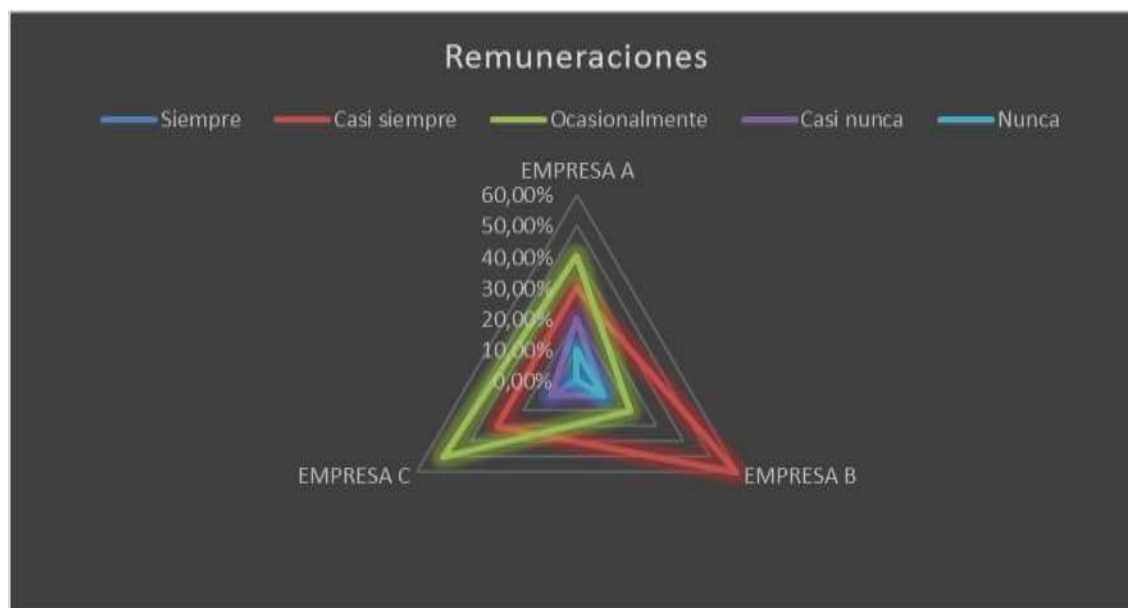 Remuneraciones
Siempre Casi siempre Ocasionalmente Casi nunca Nunca
EMPRESA A
60,00%
50,00%
40,00%
30,00%
20,00%
10,00%
0,00%
EMPRESA C EMPRESA B